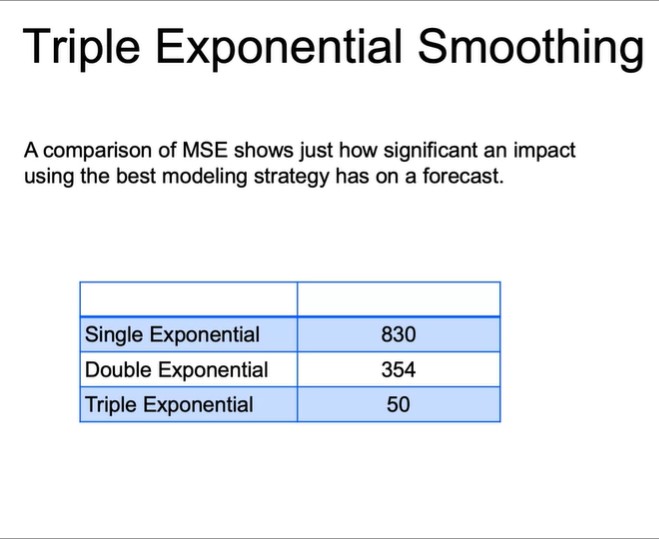 Triple Exponential Smoothing
A comparison of MSE shows just how significant an impact
using the best modeling strategy has on a forecast.
Single Exponential 830
Double Exponential 354
Triple Exponential 50